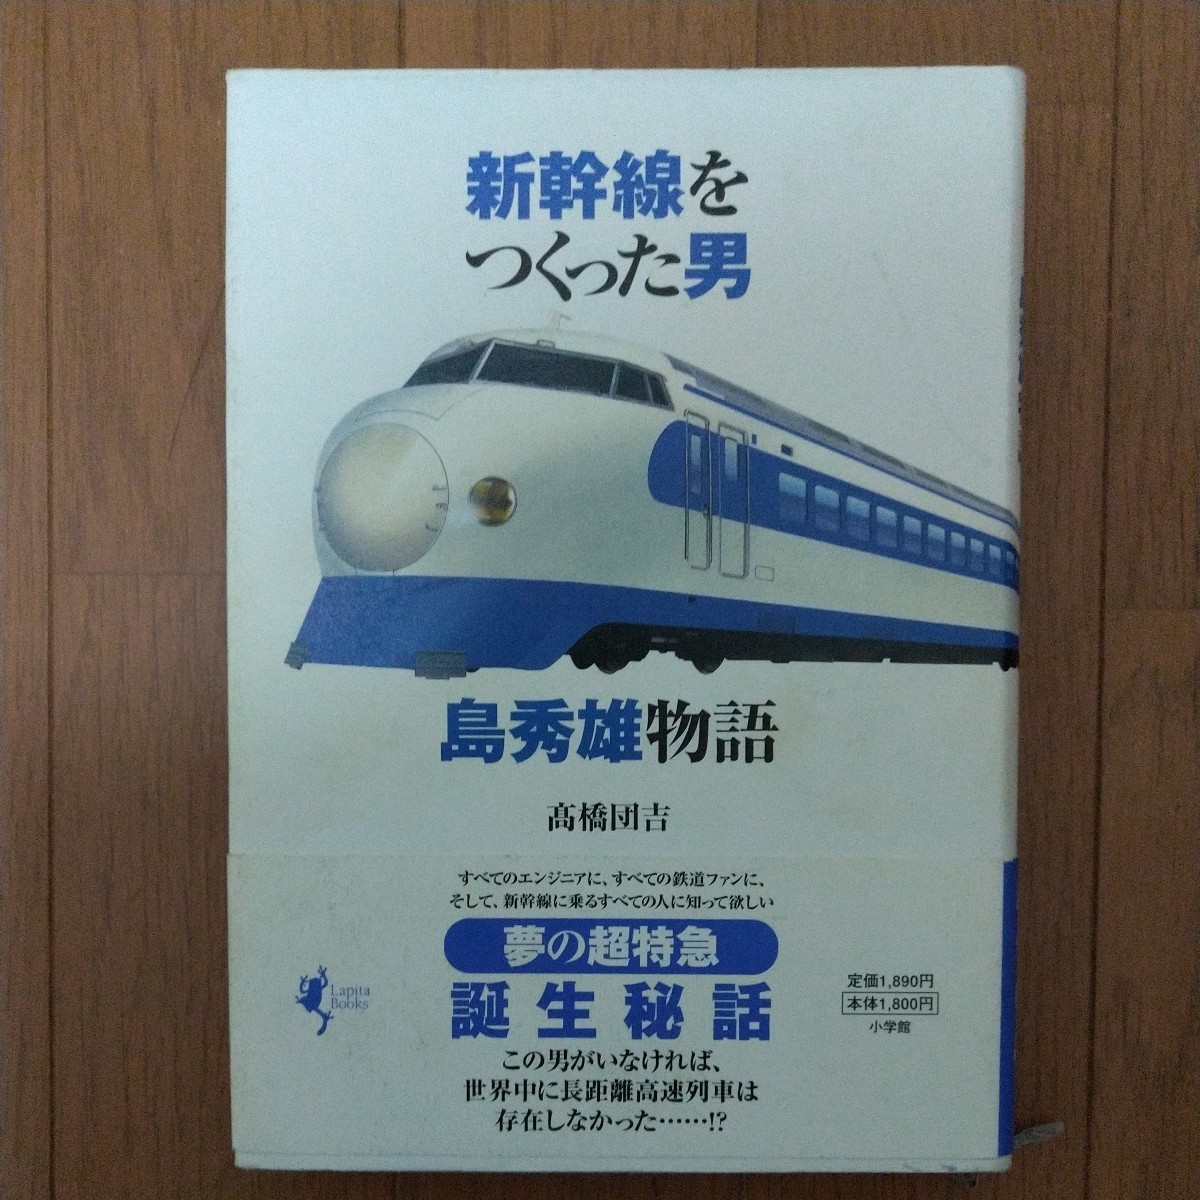 新幹線を
つくった男
島秀雄物語
髙橋団吉
すべてのエンジニアに、すべての鉄道ファンに、
そして、新幹線に乗るすべての人に知って欲しい
夢の超特急
誕生秘話
この男がいなければ、
世界中に長距離高速列車は
存在しなかった……!?
Lapita
Books
定価1,890円
本体1,800円
小学館